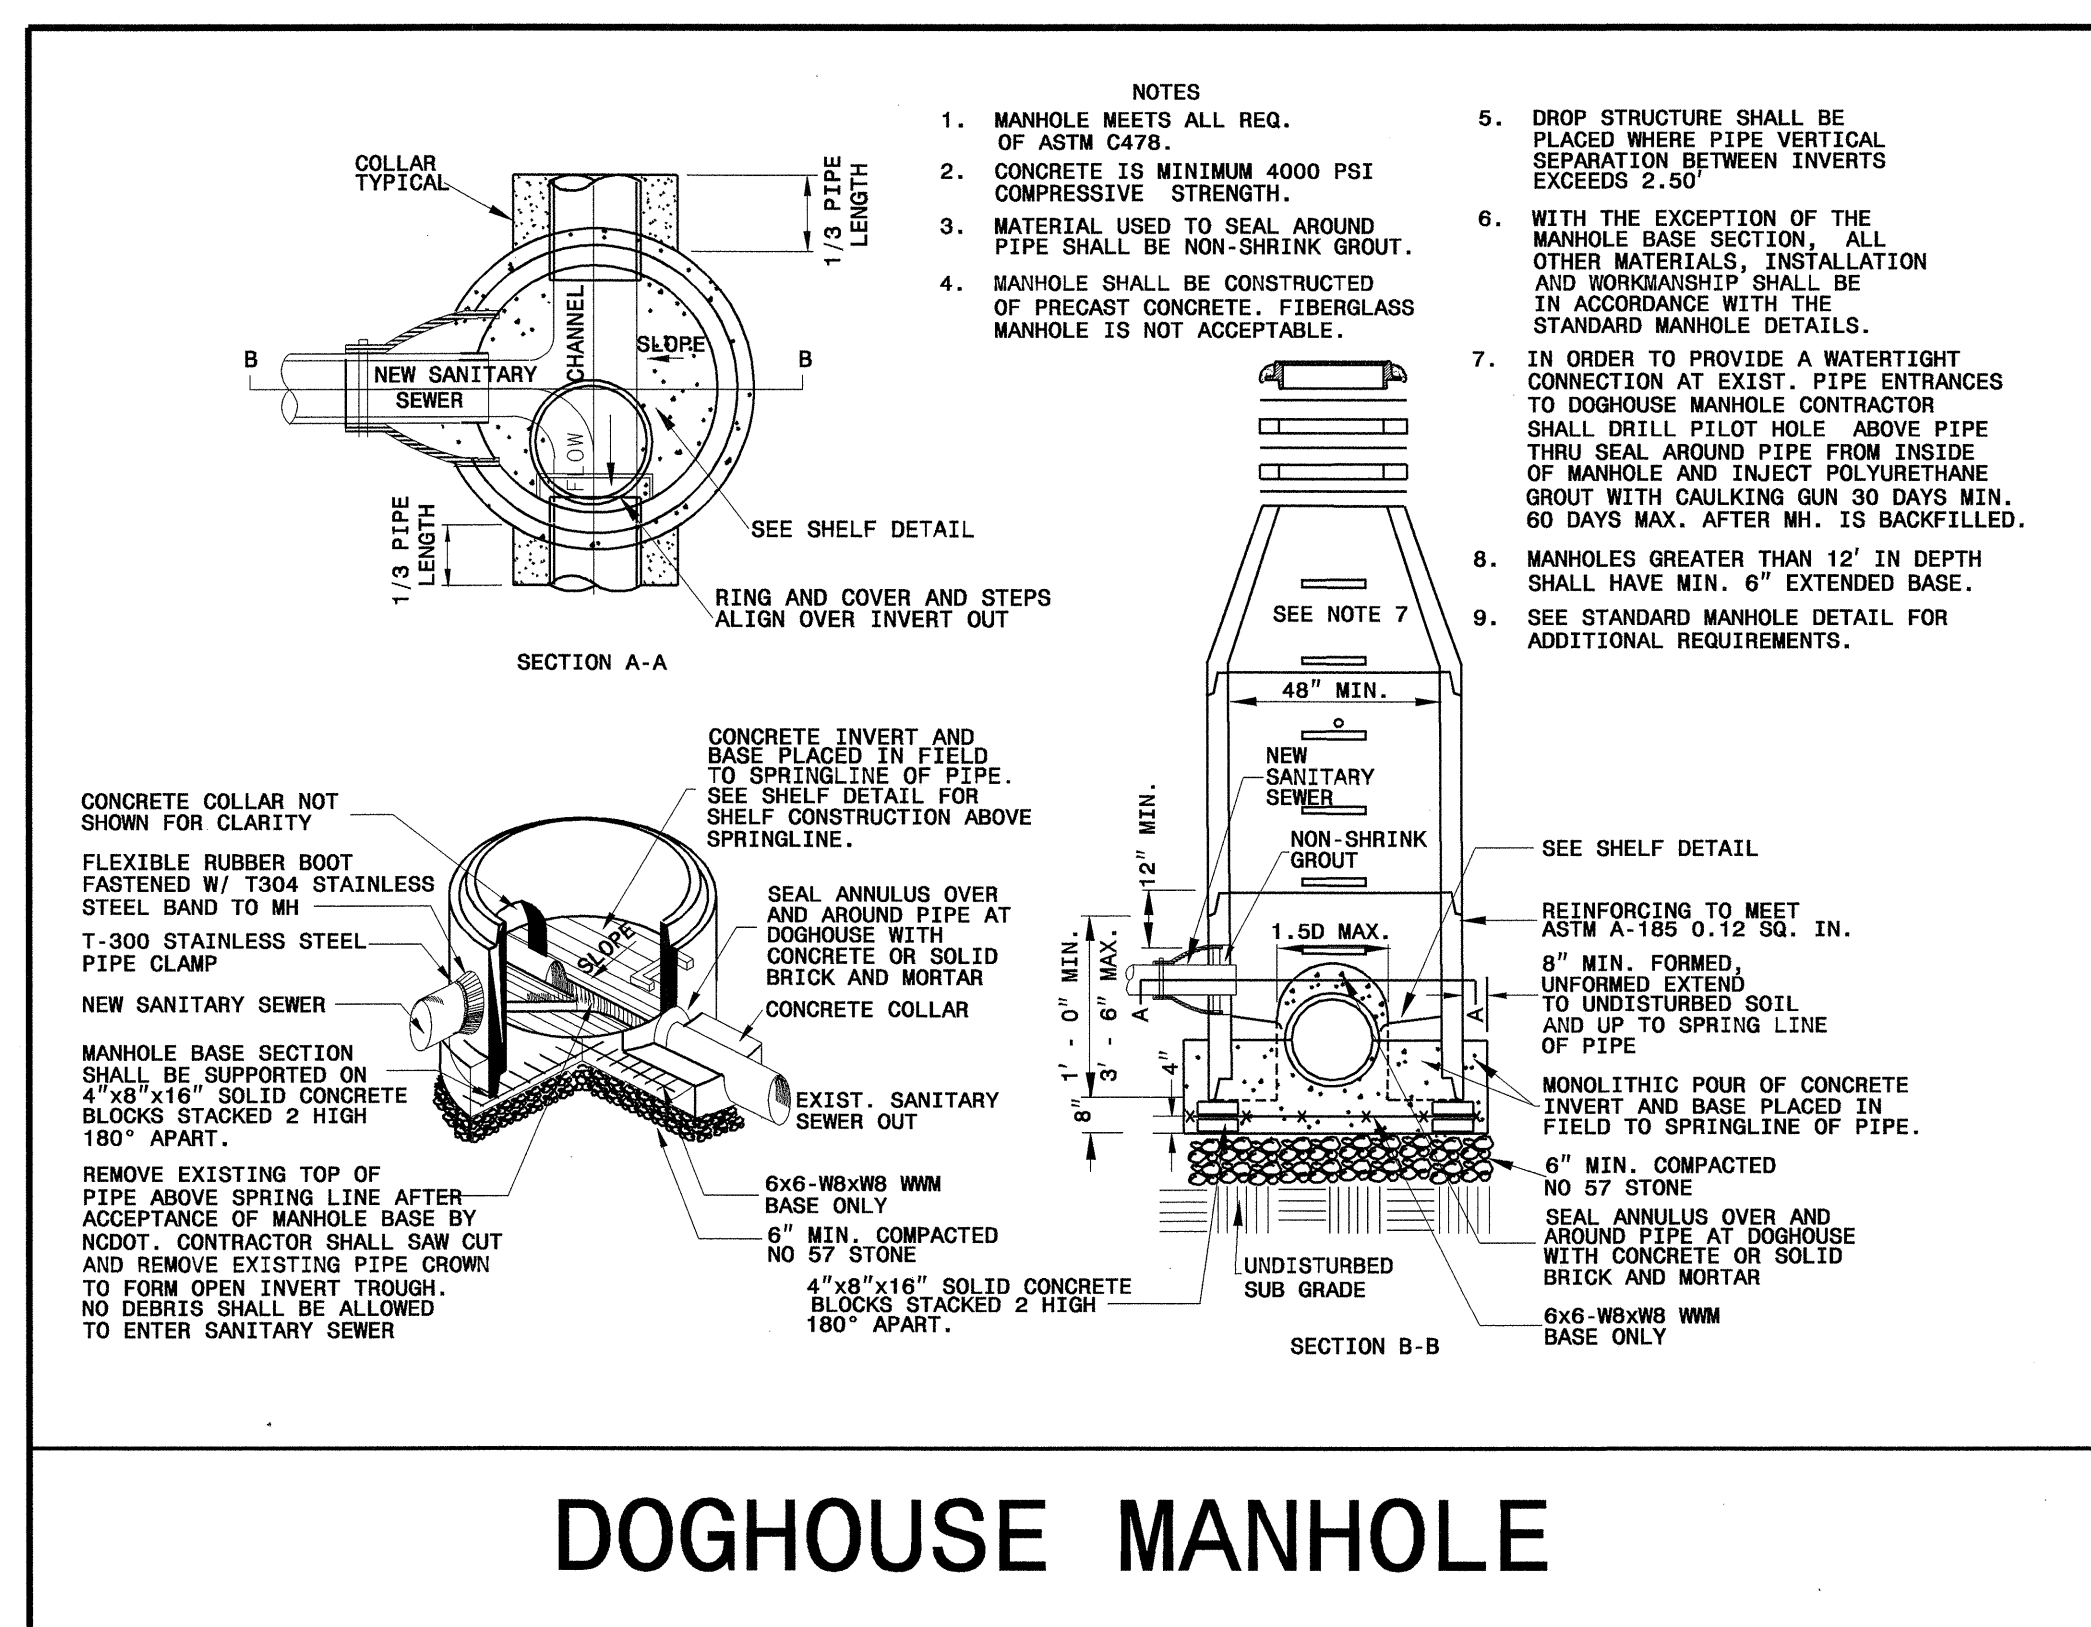 NOTES
1. MANHOLE MEETS ALL REQ.
OF ASTM C478.
2. CONCRETE IS MINIMUM 4000 PSI
COMPRESSIVE STRENGTH.
3. MATERIAL USED TO SEAL AROUND
PIPE SHALL BE NON-SHRINK GROUT.
4. MANHOLE SHALL BE CONSTRUCTED
OF PRECAST CONCRETE. FIBERGLASS
MANHOLE IS NOT ACCEPTABLE.
5. DROP STRUCTURE SHALL BE
PLACED WHERE PIPE VERTICAL
SEPARATION BETWEEN INVERTS
EXCEEDS 2.50'
6. WITH THE EXCEPTION OF THE
MANHOLE BASE SECTION, ALL
OTHER MATERIALS, INSTALLATION
AND WORKMANSHIP SHALL BE
IN ACCORDANCE WITH THE
STANDARD MANHOLE DETAILS.
7. IN ORDER TO PROVIDE A WATERTIGHT
CONNECTION AT EXIST. PIPE ENTRANCES
TO DOGHOUSE MANHOLE CONTRACTOR
SHALL DRILL PILOT HOLE ABOVE PIPE
THRU SEAL AROUND PIPE FROM INSIDE
OF MANHOLE AND INJECT POLYURETHANE
GROUT WITH CAULKING GUN 30 DAYS MIN.
60 DAYS MAX. AFTER MH. IS BACKFILLED.
8. MANHOLES GREATER THAN 12' IN DEPTH
SHALL HAVE MIN. 6" EXTENDED BASE.
9. SEE STANDARD MANHOLE DETAIL FOR
ADDITIONAL REQUIREMENTS.
COLLAR
TYPICAL
1/3 PIPE
LENGTH
CHANNEL
SLOPE
B
B
NEW SANITARY
SEWER
FLOW
1/3 PIPE
LENGTH
SEE SHELF DETAIL
RING AND COVER AND STEPS
ALIGN OVER INVERT OUT
SECTION A-A
CONCRETE INVERT AND
BASE PLACED IN FIELD
TO SPRINGLINE OF PIPE.
SEE SHELF DETAIL FOR
SHELF CONSTRUCTION ABOVE
SPRINGLINE.
CONCRETE COLLAR NOT
SHOWN FOR CLARITY
FLEXIBLE RUBBER BOOT
FASTENED W/ T304 STAINLESS
STEEL BAND TO MH
T-300 STAINLESS STEEL
PIPE CLAMP
NEW SANITARY SEWER
MANHOLE BASE SECTION
SHALL BE SUPPORTED ON
4"x8"x16" SOLID CONCRETE
BLOCKS STACKED 2 HIGH
180° APART.
REMOVE EXISTING TOP OF
PIPE ABOVE SPRING LINE AFTER
ACCEPTANCE OF MANHOLE BASE BY
NCDOT. CONTRACTOR SHALL SAW CUT
AND REMOVE EXISTING PIPE CROWN
TO FORM OPEN INVERT TROUGH.
NO DEBRIS SHALL BE ALLOWED
TO ENTER SANITARY SEWER
SLOPE
SEAL ANNULUS OVER
AND AROUND PIPE AT
DOGHOUSE WITH
CONCRETE OR SOLID
BRICK AND MORTAR
CONCRETE COLLAR
EXIST. SANITARY
SEWER OUT
6x6-W8xW8 WWM
BASE ONLY
6" MIN. COMPACTED
NO 57 STONE
4"x8"x16" SOLID CONCRETE
BLOCKS STACKED 2 HIGH
180° APART.
SEE NOTE 7
48" MIN.
NEW
SANITARY
SEWER
NON-SHRINK
GROUT
12" MIN.
1' - 0" MIN.
3' - 6" MAX.
4"
8"
1.5D MAX.
A
A
SEE SHELF DETAIL
REINFORCING TO MEET
ASTM A-185 0.12 SQ. IN.
8" MIN. FORMED,
UNFORMED EXTEND
TO UNDISTURBED SOIL
AND UP TO SPRING LINE
OF PIPE
MONOLITHIC POUR OF CONCRETE
INVERT AND BASE PLACED IN
FIELD TO SPRINGLINE OF PIPE.
6" MIN. COMPACTED
NO 57 STONE
SEAL ANNULUS OVER AND
AROUND PIPE AT DOGHOUSE
WITH CONCRETE OR SOLID
BRICK AND MORTAR
6x6-W8xW8 WWM
BASE ONLY
UNDISTURBED
SUB GRADE
SECTION B-B
DOGHOUSE MANHOLE